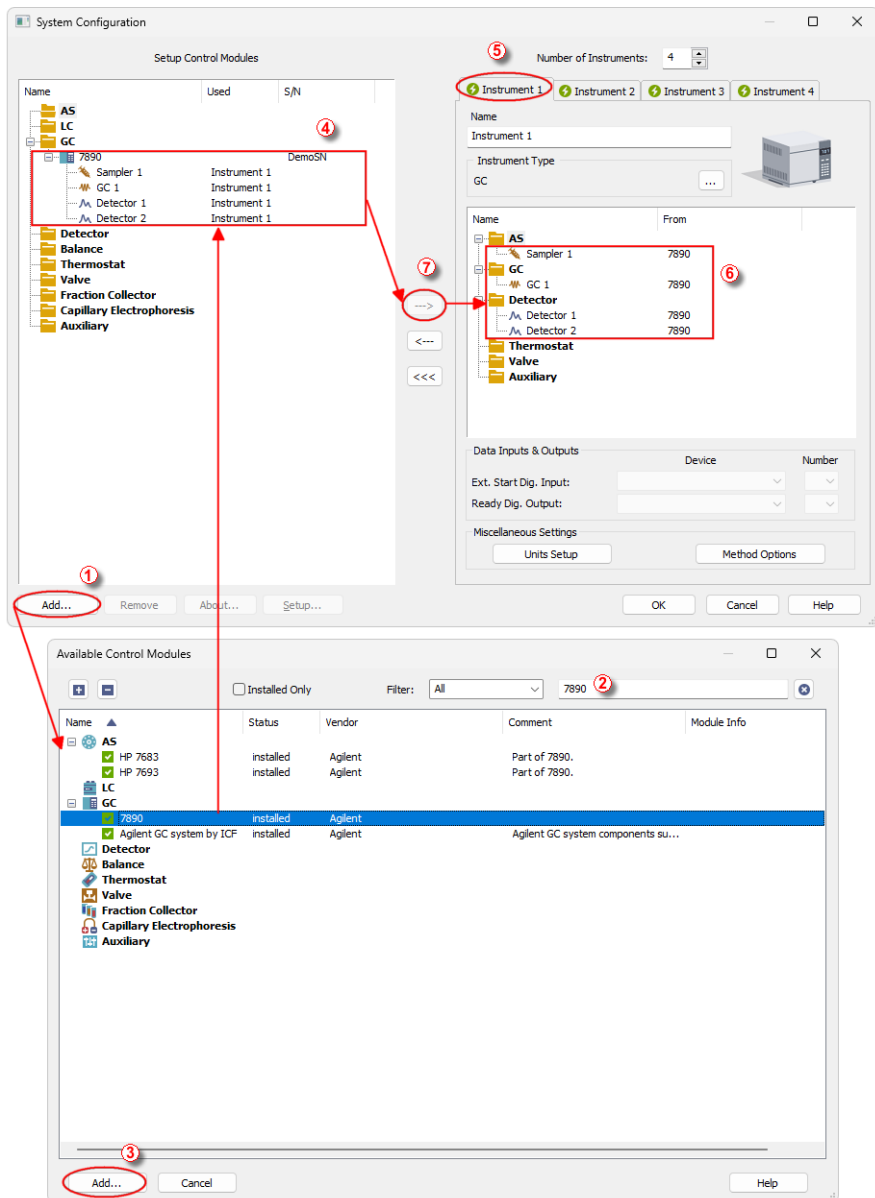 System Configuration
Setup Control Modules
⑤ Number of Instruments: 4
Name Used S/N
AS
LC
GC
④
7890 DemoSN
Sampler 1 Instrument 1
GC 1 Instrument 1
Detector 1 Instrument 1
Detector 2 Instrument 1
Detector
Balance
Thermostat
Valve
Fraction Collector
Capillary Electrophoresis
Auxiliary
⑦
--->
<---
<<<
Instrument 1 Instrument 2 Instrument 3 Instrument 4
Name
Instrument 1
Instrument Type
GC ...
Name From
AS
Sampler 1 7890
GC
⑥
GC 1 7890
Detector
Detector 1 7890
Detector 2 7890
Thermostat
Valve
Auxiliary
Data Inputs & Outputs
Device Number
Ext. Start Dig. Input:
Ready Dig. Output:
Miscellaneous Settings
Units Setup Method Options
①
Add... Remove About... Setup... OK Cancel Help
Available Control Modules
Installed Only Filter: All 7890 ②
Name Status Vendor Comment Module Info
AS
HP 7683 installed Agilent Part of 7890.
HP 7693 installed Agilent Part of 7890.
LC
GC
7890 installed Agilent
Agilent GC system by ICF installed Agilent Agilent GC system components su...
Detector
Balance
Thermostat
Valve
Fraction Collector
Capillary Electrophoresis
Auxiliary
③
Add... Cancel Help